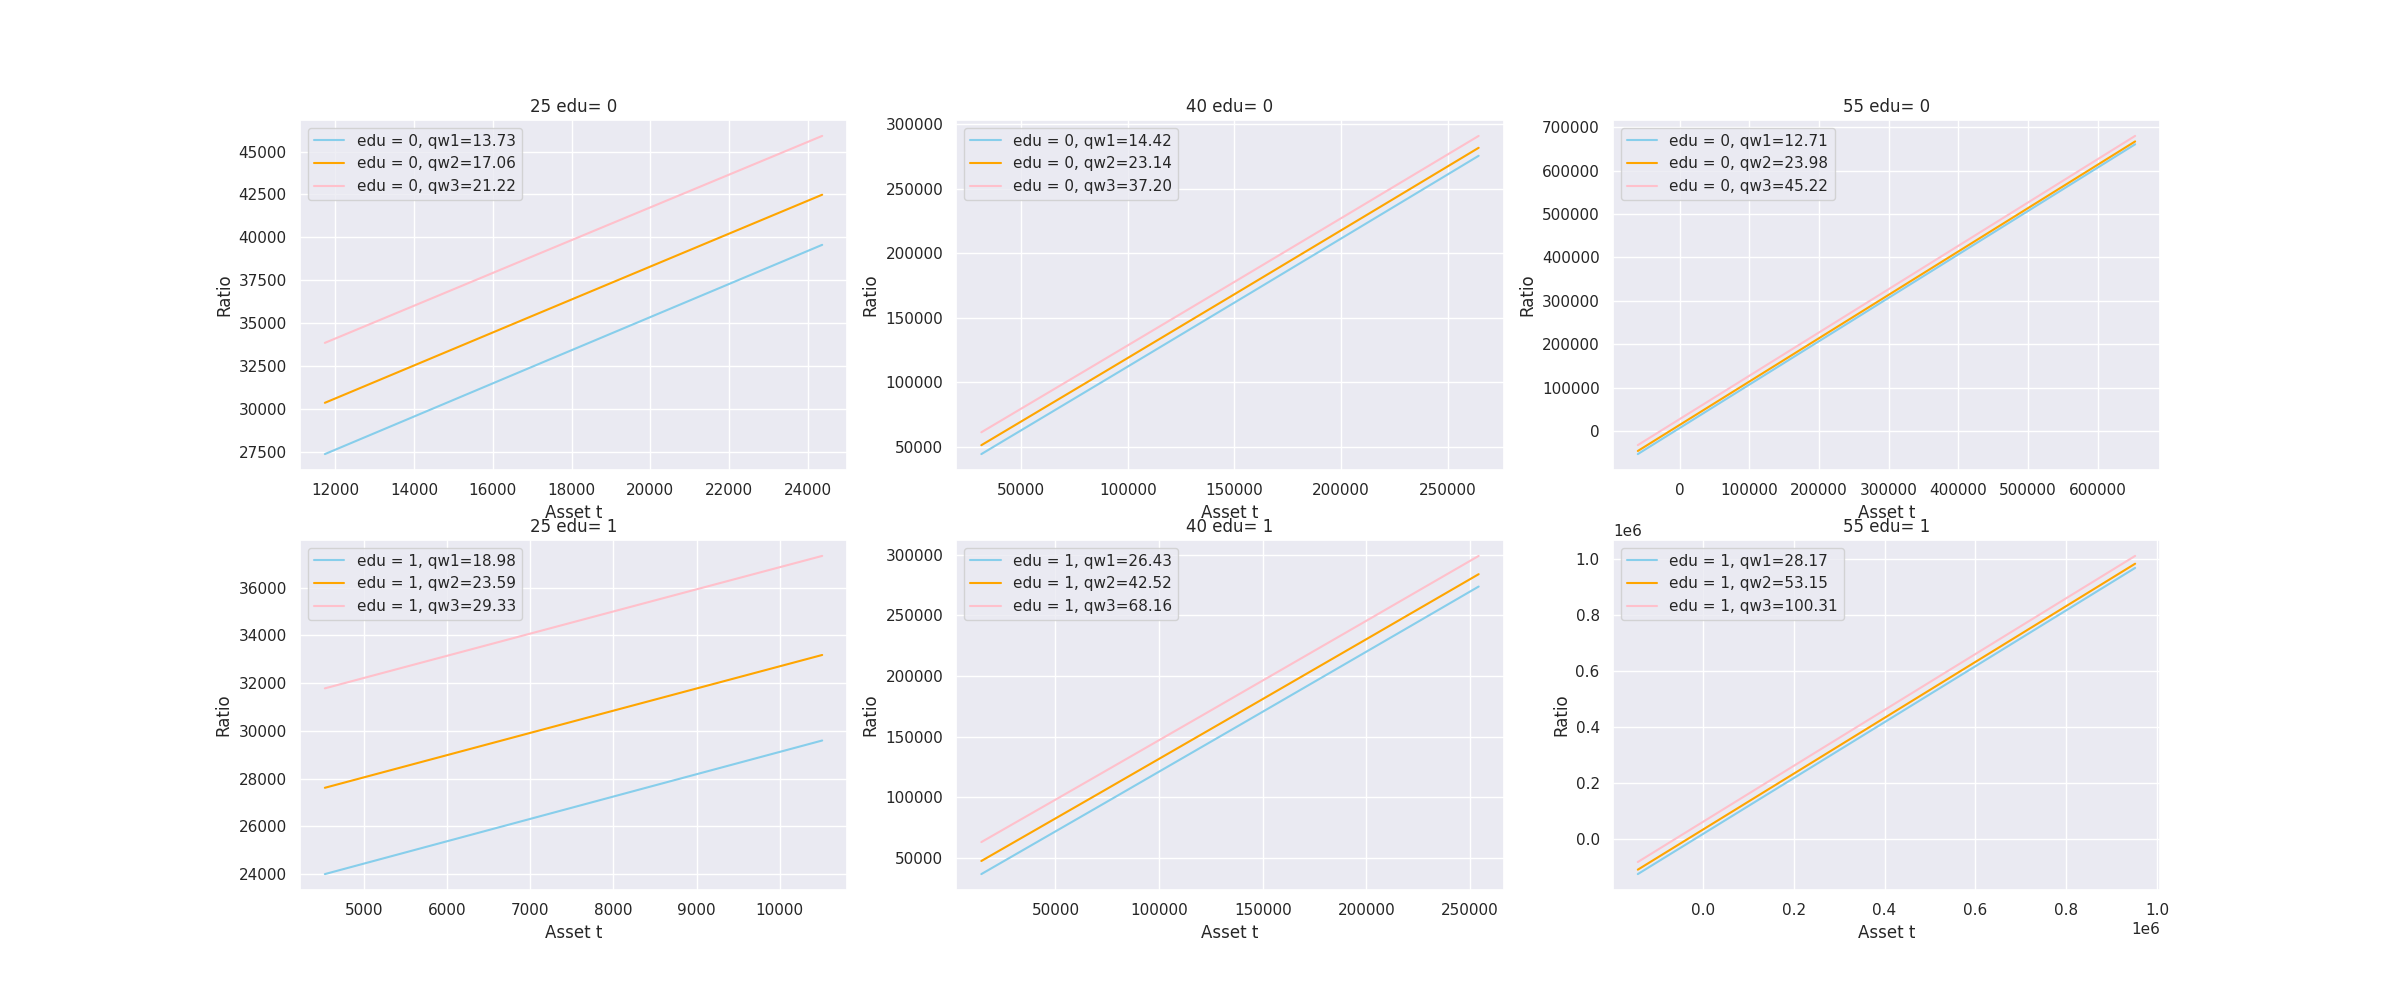 25 edu= 0
edu = 0, qw1=13.73
edu = 0, qw2=17.06
edu = 0, qw3=21.22
45000
42500
40000
37500
35000
32500
30000
27500
Ratio
12000 14000 16000 18000 20000 22000 24000
Asset t
40 edu= 0
edu = 0, qw1=14.42
edu = 0, qw2=23.14
edu = 0, qw3=37.20
300000
250000
200000
150000
100000
50000
Ratio
50000 100000 150000 200000 250000
Asset t
55 edu= 0
edu = 0, qw1=12.71
edu = 0, qw2=23.98
edu = 0, qw3=45.22
700000
600000
500000
400000
300000
200000
100000
0
Ratio
0 100000 200000 300000 400000 500000 600000
Asset t
25 edu= 1
edu = 1, qw1=18.98
edu = 1, qw2=23.59
edu = 1, qw3=29.33
36000
34000
32000
30000
28000
26000
24000
Ratio
5000 6000 7000 8000 9000 10000
Asset t
40 edu= 1
edu = 1, qw1=26.43
edu = 1, qw2=42.52
edu = 1, qw3=68.16
300000
250000
200000
150000
100000
50000
Ratio
50000 100000 150000 200000 250000
Asset t
55 edu= 1
1e6
edu = 1, qw1=28.17
edu = 1, qw2=53.15
edu = 1, qw3=100.31
1.0
0.8
0.6
0.4
0.2
0.0
Ratio
0.0 0.2 0.4 0.6 0.8 1.0
1e6
Asset t